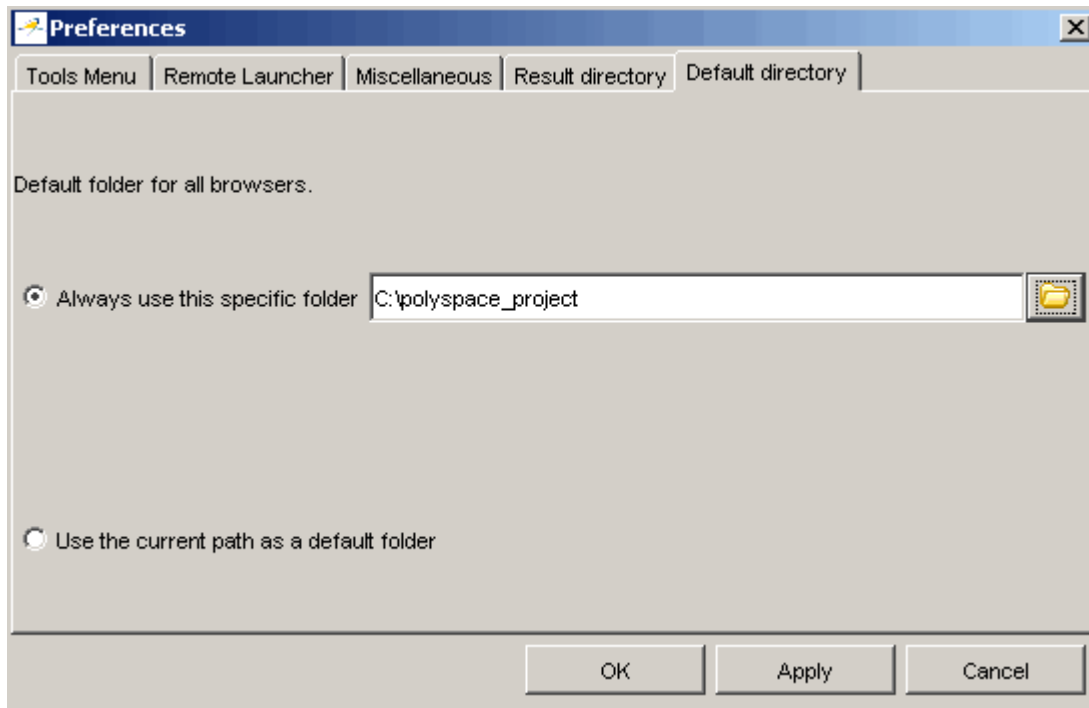 Preferences
Tools Menu Remote Launcher Miscellaneous Result directory Default directory
Default folder for all browsers.
Always use this specific folder C:\polyspace_project
Use the current path as a default folder
OK Apply Cancel